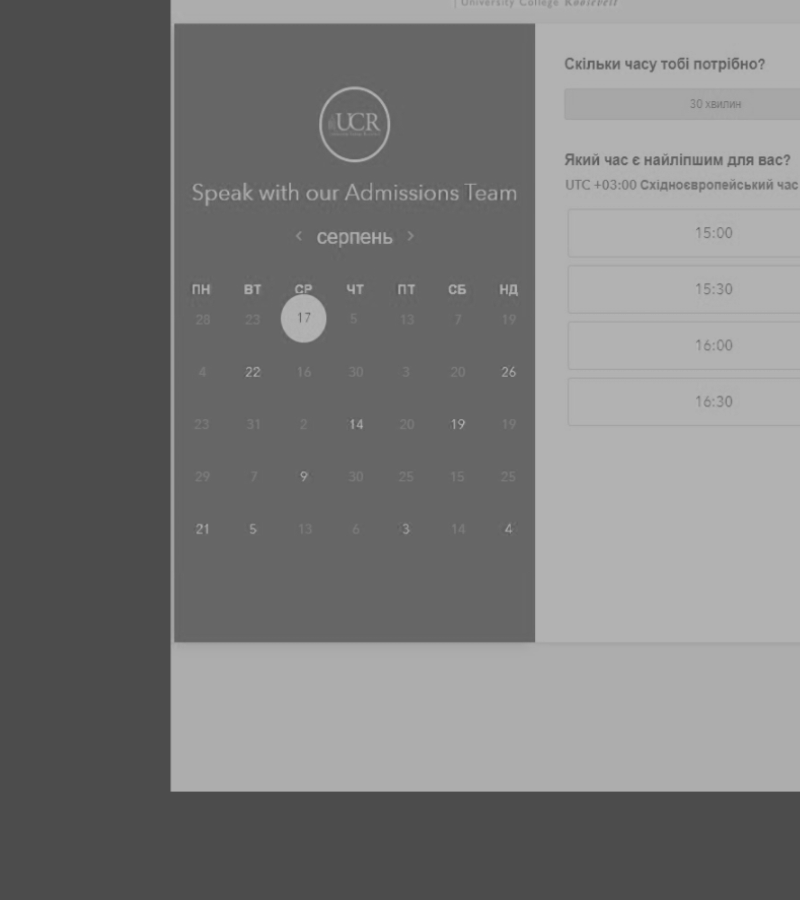 | University College Roosevelt
UCR
Speak with our Admissions Team
< серпень >
ПН ВТ СР ЧТ ПТ СБ НД
28 23 17 5 13 7 19
4 22 16 30 3 20 26
23 31 2 14 20 19 19
29 7 9 30 25 15 25
21 5 13 6 3 14 4
Скільки часу тобі потрібно?
30 хвилин
Який час є найліпшим для вас?
UTC +03:00 Східноєвропейський час
15:00
15:30
16:00
16:30